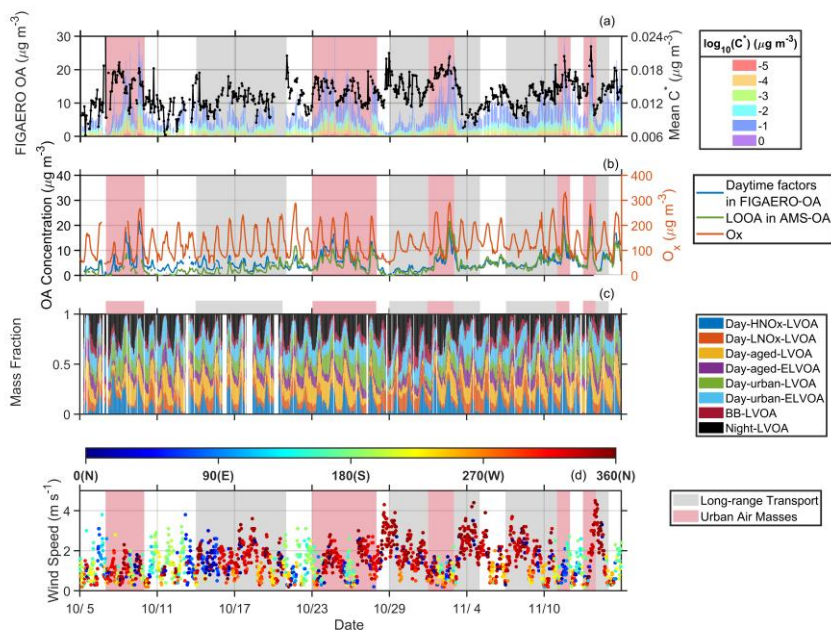 (a)
FIGAERO OA (μg m⁻³)
30
20
10
0
0.024
0.018
0.012
0.006
Mean C* (μg m⁻³)
log₁₀(C*) (μg m⁻³)
-5
-4
-3
-2
-1
0
(b)
OA Concentration (μg m⁻³)
40
30
20
10
0
400
300
200
100
0
Oₓ (μg m⁻³)
Daytime factors
in FIGAERO-OA
LOOA in AMS-OA
Ox
(c)
Mass Fraction
1
0.5
0
Day-HNOx-LVOA
Day-LNOx-LVOA
Day-aged-LVOA
Day-aged-ELVOA
Day-urban-LVOA
Day-urban-ELVOA
BB-LVOA
Night-LVOA
0(N) 90(E) 180(S) 270(W) (d) 360(N)
Wind Speed (m s⁻¹)
4
2
0
Long-range Transport
Urban Air Masses
10/ 5 10/11 10/17 10/23 10/29 11/ 4 11/10
Date